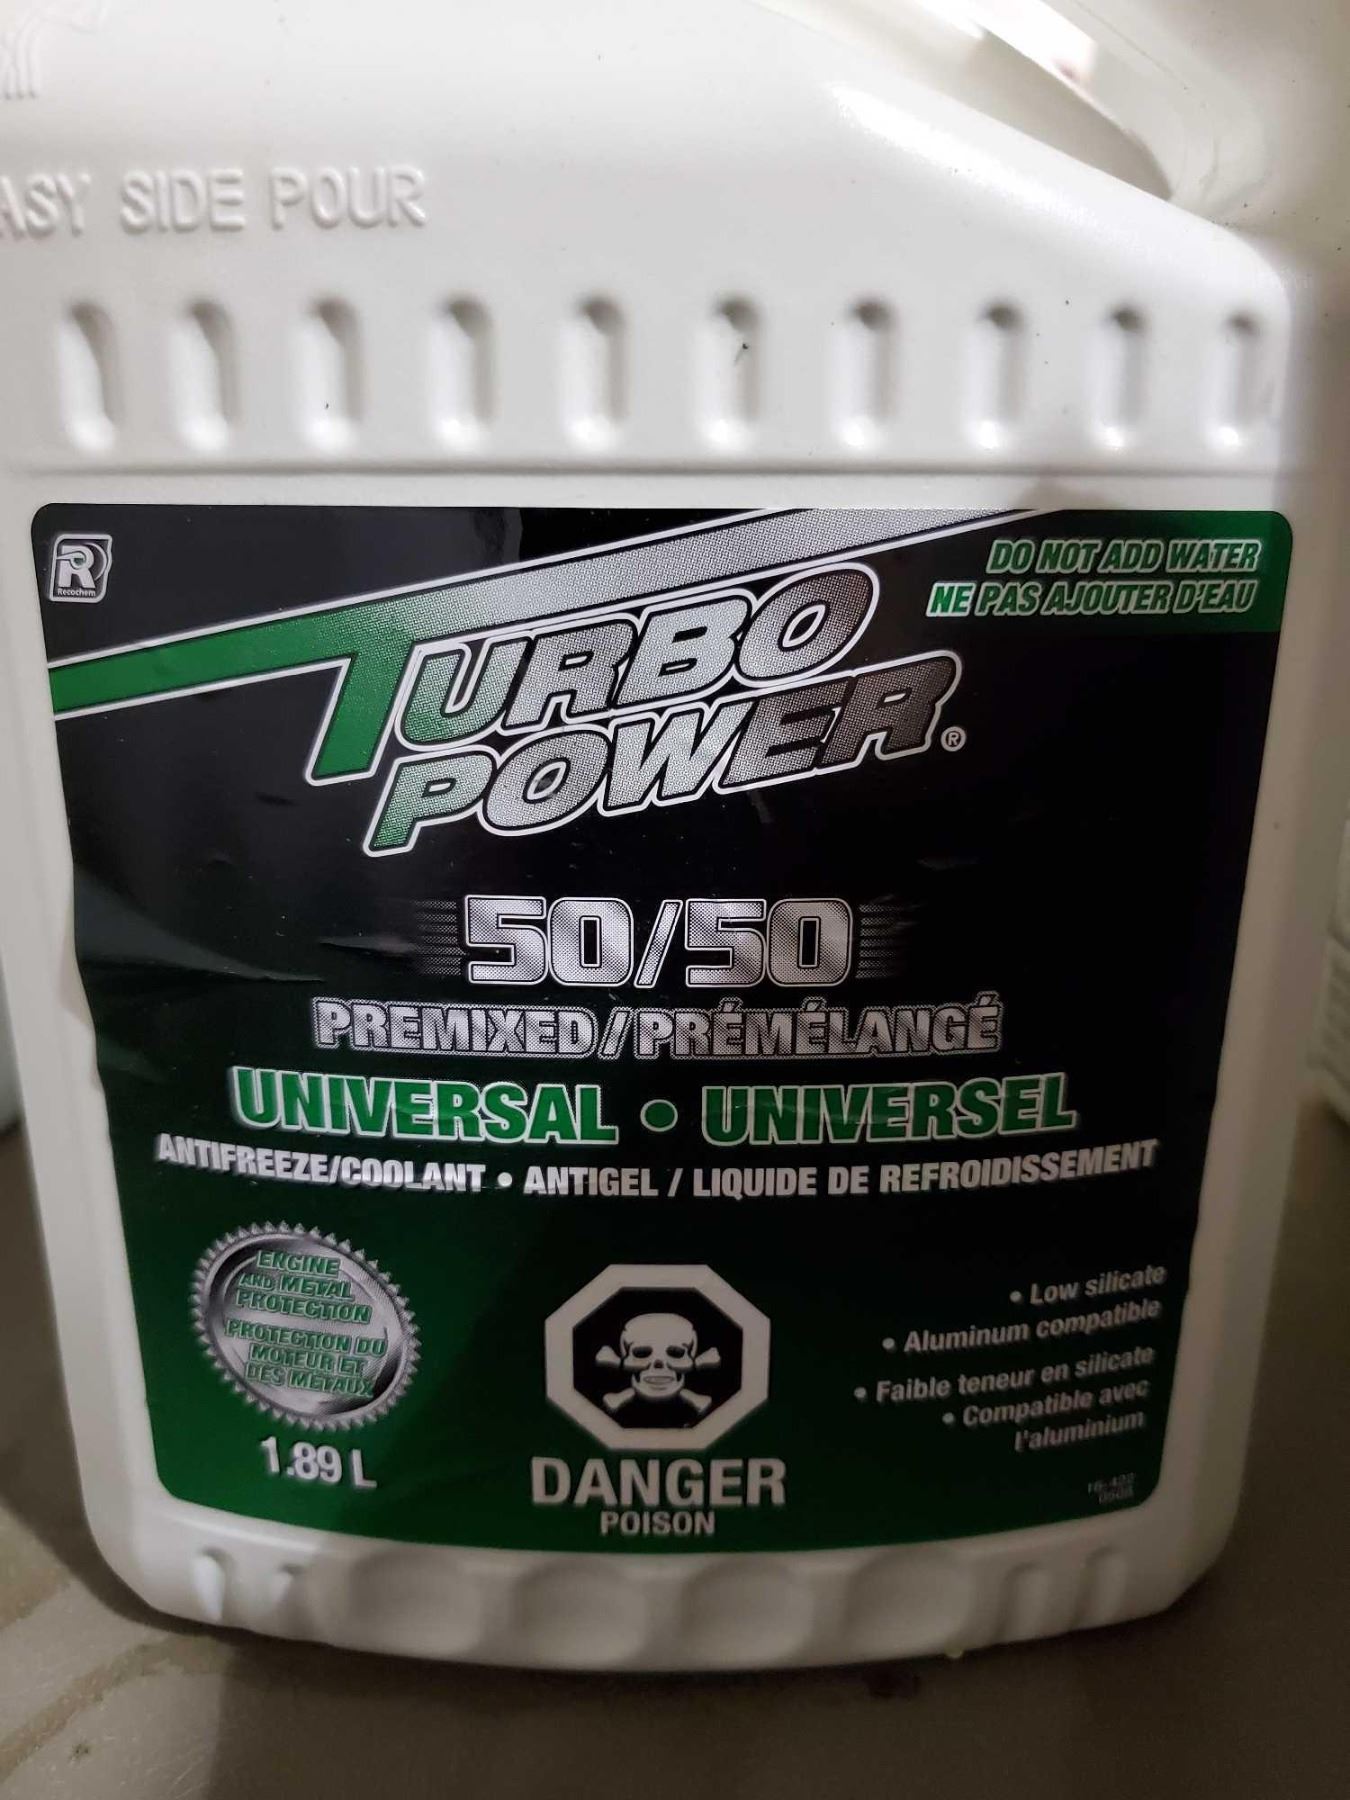 ASY SIDE POUR
R
Recochem
DO NOT ADD WATER
NE PAS AJOUTER D'EAU
TURBO
POWER®
50/50
PREMIXED / PRÉMÉLANGÉ
UNIVERSAL • UNIVERSEL
ANTIFREEZE/COOLANT • ANTIGEL / LIQUIDE DE REFROIDISSEMENT
ENGINE
AND METAL
PROTECTION
PROTECTION DU
MOTEUR ET
DES MÉTAUX
1.89 L
DANGER
POISON
• Low silicate
• Aluminum compatible
• Faible teneur en silicate
• Compatible avec
l'aluminium